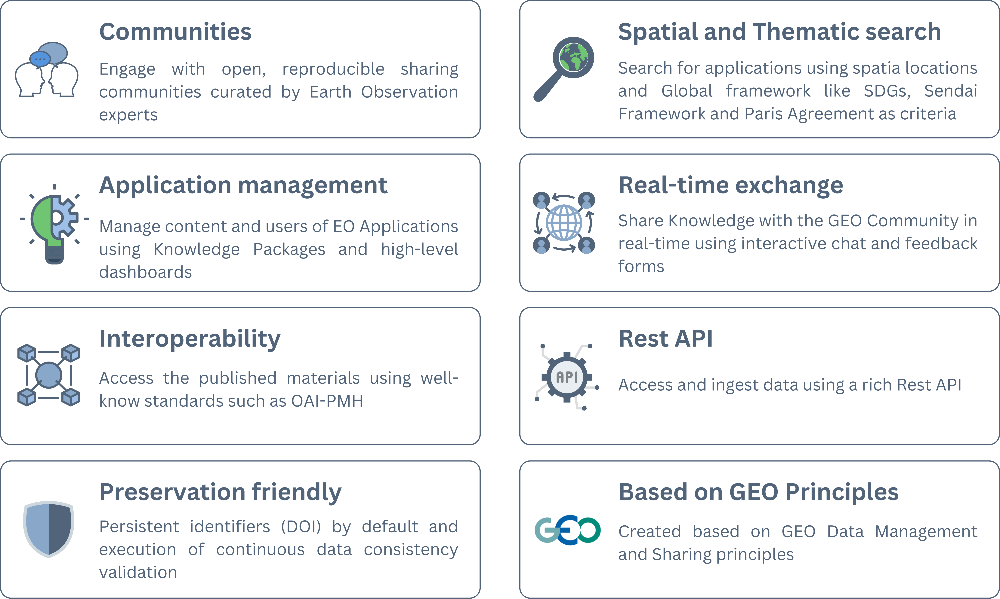 Communities
Engage with open, reproducible sharing
communities curated by Earth Observation
experts
Spatial and Thematic search
Search for applications using spatia locations
and Global framework like SDGs, Sendai
Framework and Paris Agreement as criteria
Application management
Manage content and users of EO Applications
using Knowledge Packages and high-level
dashboards
Real-time exchange
Share Knowledge with the GEO Community in
real-time using interactive chat and feedback
forms
Interoperability
Access the published materials using well-
know standards such as OAI-PMH
Rest API
API
Access and ingest data using a rich Rest API
Preservation friendly
Persistent identifiers (DOI) by default and
execution of continuous data consistency
validation
Based on GEO Principles
GEO
Created based on GEO Data Management
and Sharing principles